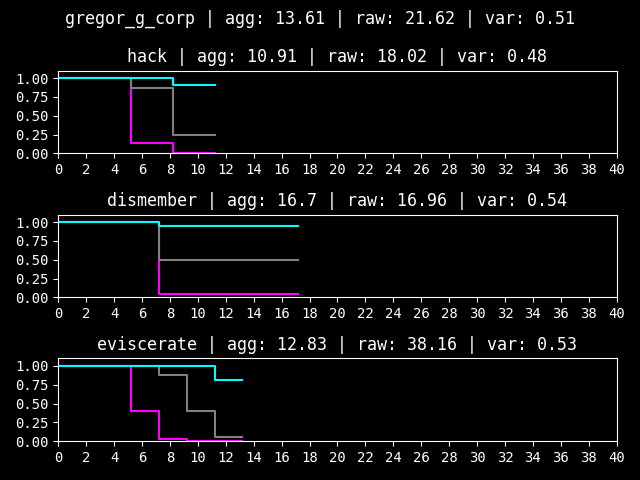 gregor_g_corp | agg: 13.61 | raw: 21.62 | var: 0.51
hack | agg: 10.91 | raw: 18.02 | var: 0.48
1.00
0.75
0.50
0.25
0.00
0 2 4 6 8 10 12 14 16 18 20 22 24 26 28 30 32 34 36 38 40
dismember | agg: 16.7 | raw: 16.96 | var: 0.54
1.00
0.75
0.50
0.25
0.00
0 2 4 6 8 10 12 14 16 18 20 22 24 26 28 30 32 34 36 38 40
eviscerate | agg: 12.83 | raw: 38.16 | var: 0.53
1.00
0.75
0.50
0.25
0.00
0 2 4 6 8 10 12 14 16 18 20 22 24 26 28 30 32 34 36 38 40